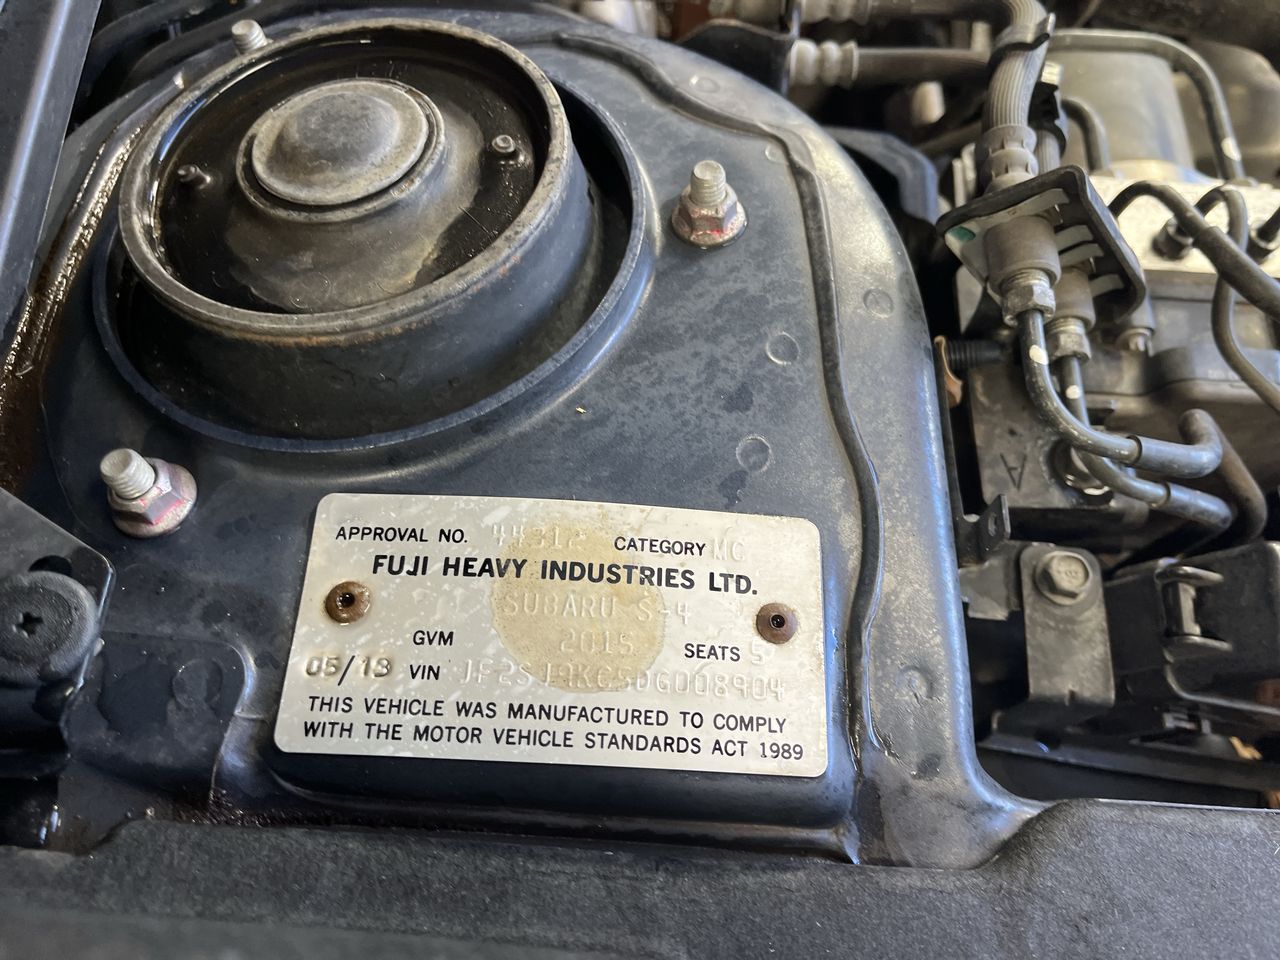 APPROVAL NO. 44312 CATEGORY MC
FUJI HEAVY INDUSTRIES LTD.
SUBARU S-4
GVM 2015 SEATS 5
05/13 VIN
THIS VEHICLE WAS MANUFACTURED TO COMPLY
WITH THE MOTOR VEHICLE STANDARDS ACT 1989
A